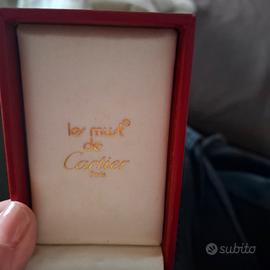 les must
de
Cartier
Paris
subito